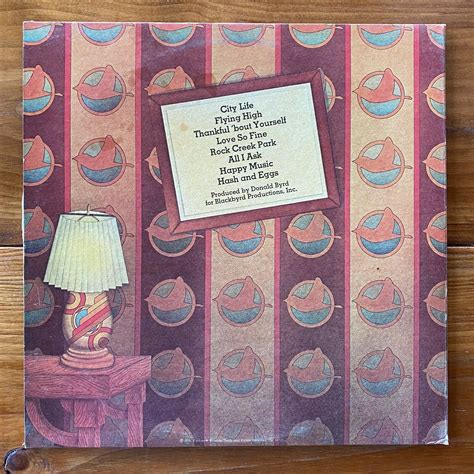 City Life
Flying High
Thankful 'bout Yourself
Love So Fine
Rock Creek Park
All I Ask
Happy Music
Hash and Eggs
Produced by Donald Byrd
for Blackbyrd Productions, Inc.